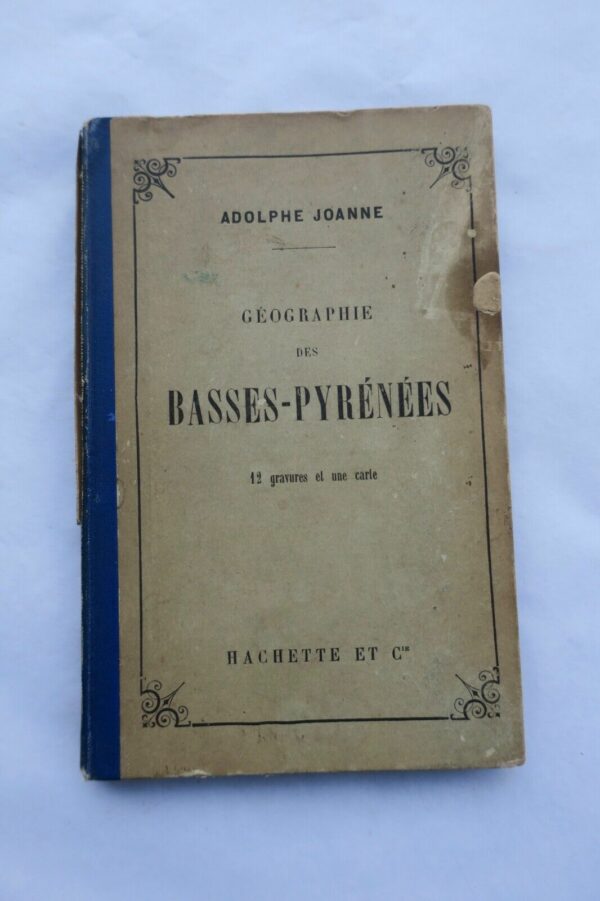 ADOLPHE JOANNE
GÉOGRAPHIE
DES
BASSES-PYRÉNÉES
12 gravures et une carte
HACHETTE ET Cⁱᴱ